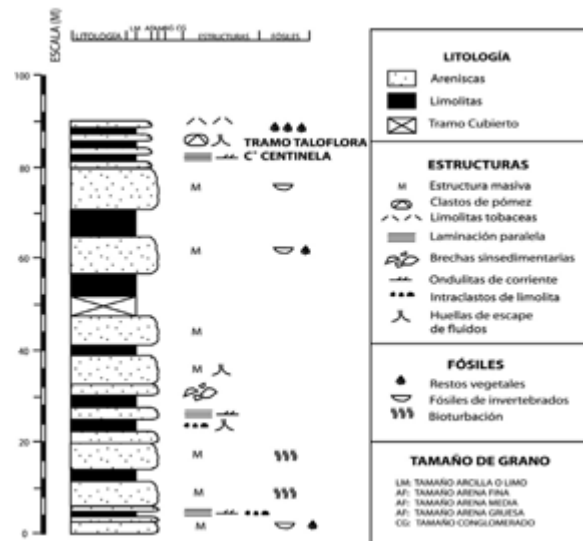 ESCALA (M)
LITOLOGÍA
LM
CG
ESTRUCTURAS
FÓSILES
100
80
60
40
20
0
TRAMO TALOFLORA
C° CENTINELA
M
M
M
M
M
M
M
LITOLOGÍA
Areniscas
Limolitas
Tramo Cubierto
ESTRUCTURAS
M Estructura masiva
Clastos de pómez
Limolitas tobaceas
Laminación paralela
Brechas sinsedimentarias
Ondulitas de corriente
Intraclastos de limolita
Huellas de escape
de fluidos
FÓSILES
Restos vegetales
Fósiles de invertebrados
Bioturbación
TAMAÑO DE GRANO
LM: TAMAÑO ARCILLA O LIMO
AF: TAMAÑO ARENA FINA
AF: TAMAÑO ARENA MEDIA
AF: TAMAÑO ARENA GRUESA
CG: TAMAÑO CONGLOMERADO